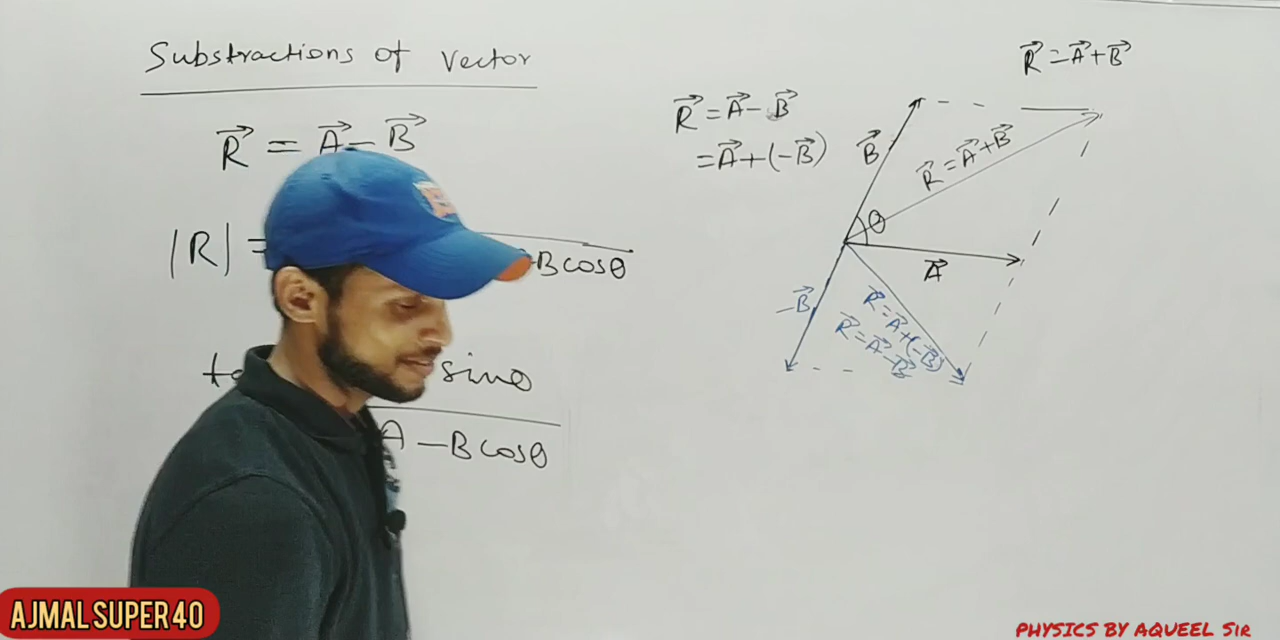 Substractions of vector
R⃗ = A⃗ − B⃗
|R| =
B cosθ
sinθ
A − B cosθ
R⃗ = A⃗ − B⃗
= A⃗ + (−B⃗)
R⃗ = A⃗ + B⃗
B⃗
R⃗ = A⃗ + B⃗
θ
A⃗
−B⃗
R⃗ = A⃗ + (−B⃗)
R⃗ = A⃗ − B⃗
AJMAL SUPER 40
PHYSICS BY AQUEEL Sir